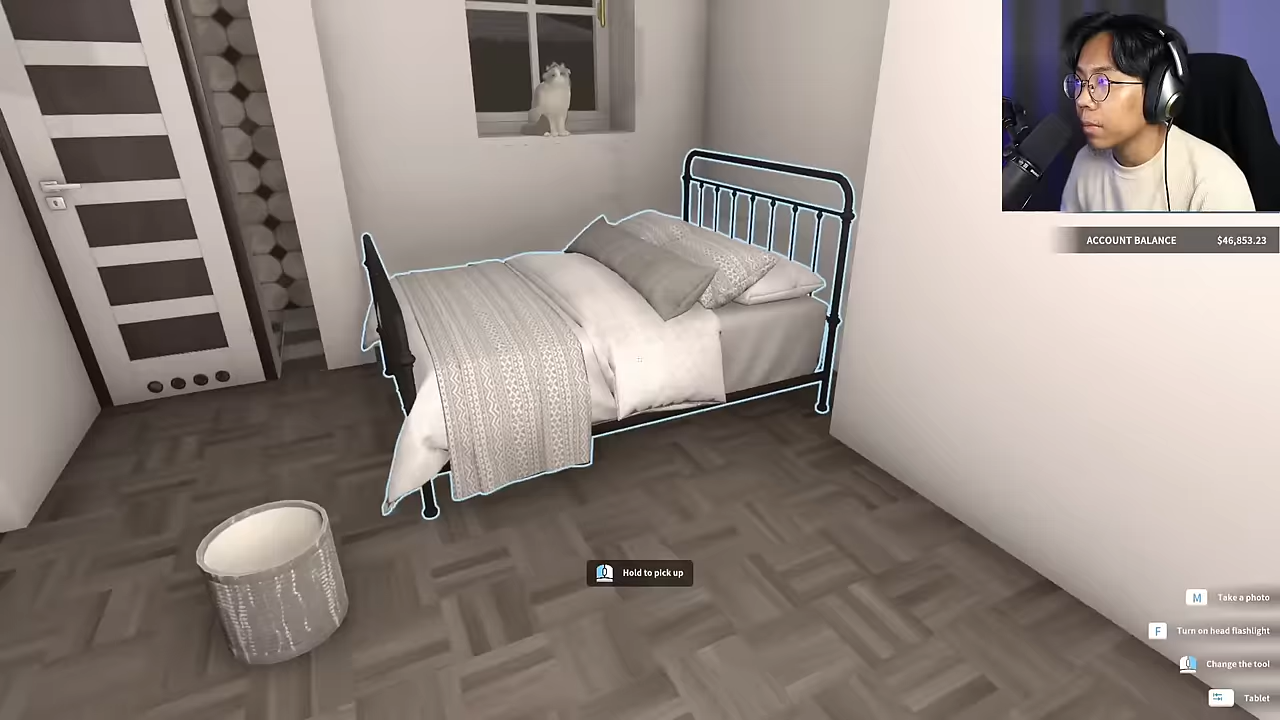 ACCOUNT BALANCE $46,853.23
Hold to pick up
M Take a photo
F Turn on head flashlight
Change the tool
Tablet